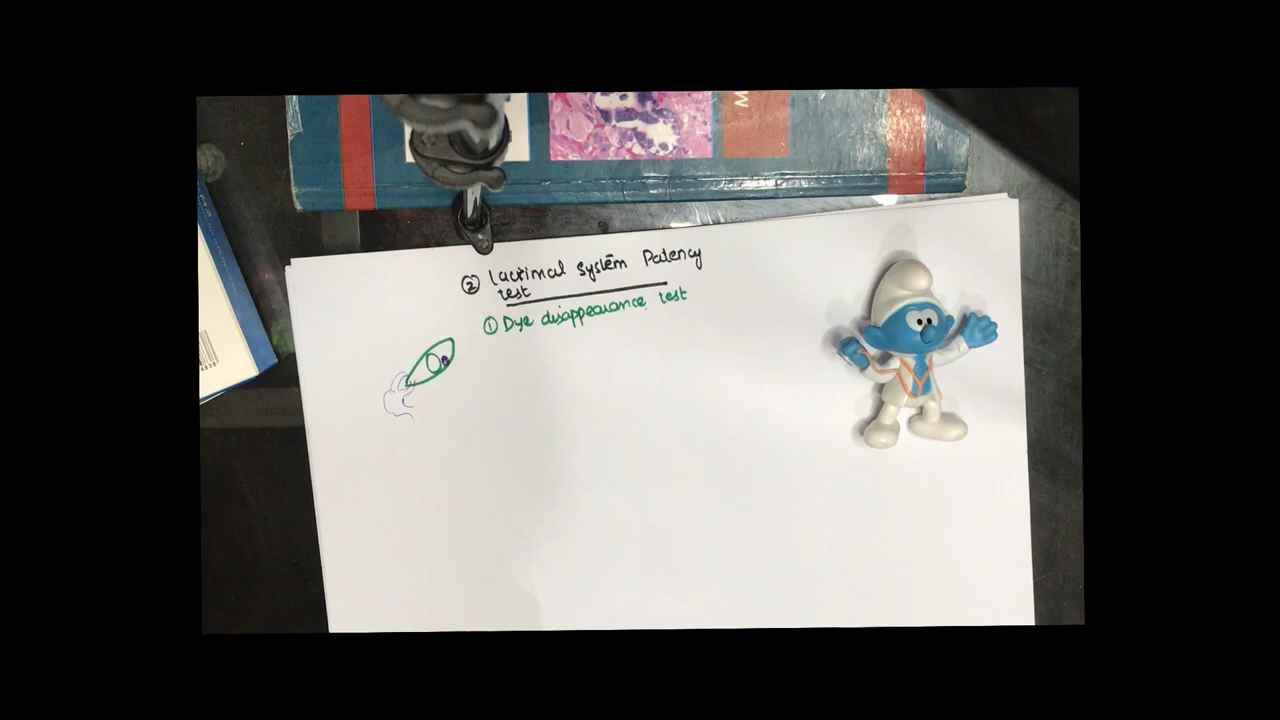 M
② Lacrimal system Patency
test
① Dye disappearance test